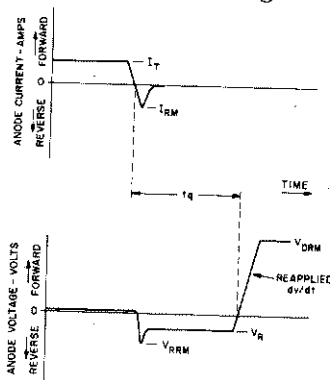 ANODE CURRENT-AMPS
REVERSE FORWARD
0
I_T
I_RM
TIME
tq
ANODE VOLTAGE-VOLTS
REVERSE FORWARD
0
V_DRM
REAPPLIED
dv/dt
V_R
V_RRM